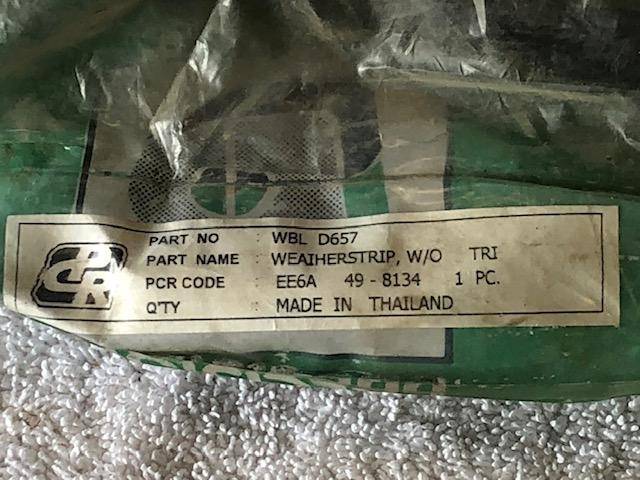 PCR
PART NO : WBL D657
PART NAME : WEAIHERSTRIP, W/O TRI
PCR CODE : EE6A 49 - 8134 1 PC.
Q'TY : MADE IN THAILAND